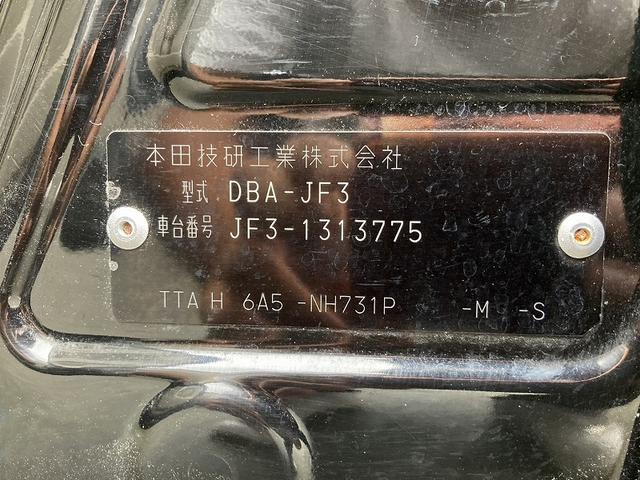 本田技研工業株式会社
型式 DBA-JF3
車台番号 JF3-1313775
TTA H 6A5 -NH731P -M -S